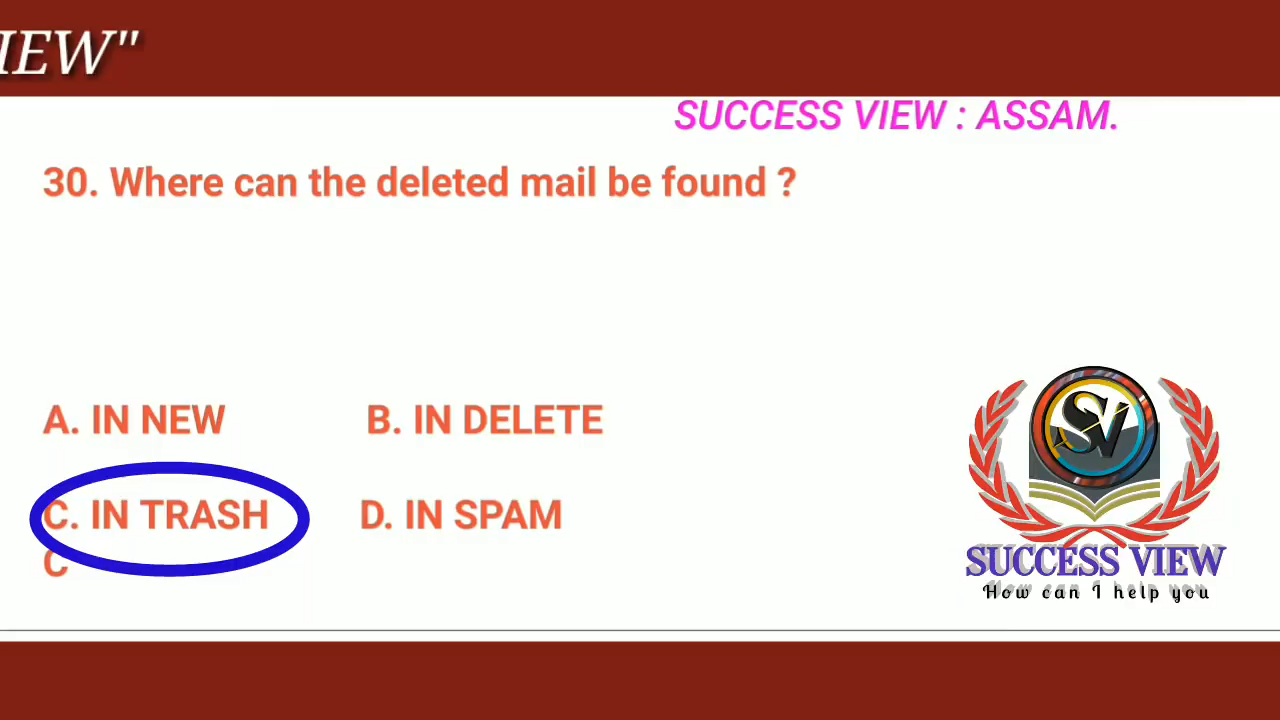 IEW"
SUCCESS VIEW : ASSAM.
30. Where can the deleted mail be found ?
A. IN NEW B. IN DELETE
C. IN TRASH D. IN SPAM
C
SV
SUCCESS VIEW
How can I help you